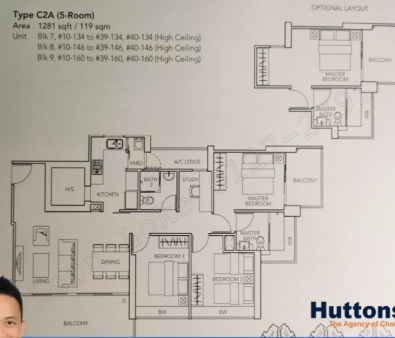 Type C2A (5-Room)
Area 1281 sqft / 119 sqm
Unit Blk 7, #10-134 to #39-134, #40-134 (High Ceiling)
Blk 8, #10-146 to #39-146, #40-146 (High Ceiling)
Blk 9, #10-160 to #39-160, #40-160 (High Ceiling)
OPTIONAL LAYOUT
BALCONY
MASTER
BEDROOM
MASTER
BATH
BW
YARD
A/C LEDGE
H/S
KITCHEN
BATH
2
STUDY
MASTER
BEDROOM
BALCONY
MASTER
BATH
BW
LIVING
DINING
BEDROOM 3
BEDROOM 2
BW
BW
BALCONY
Huttons
The Agency of Choi